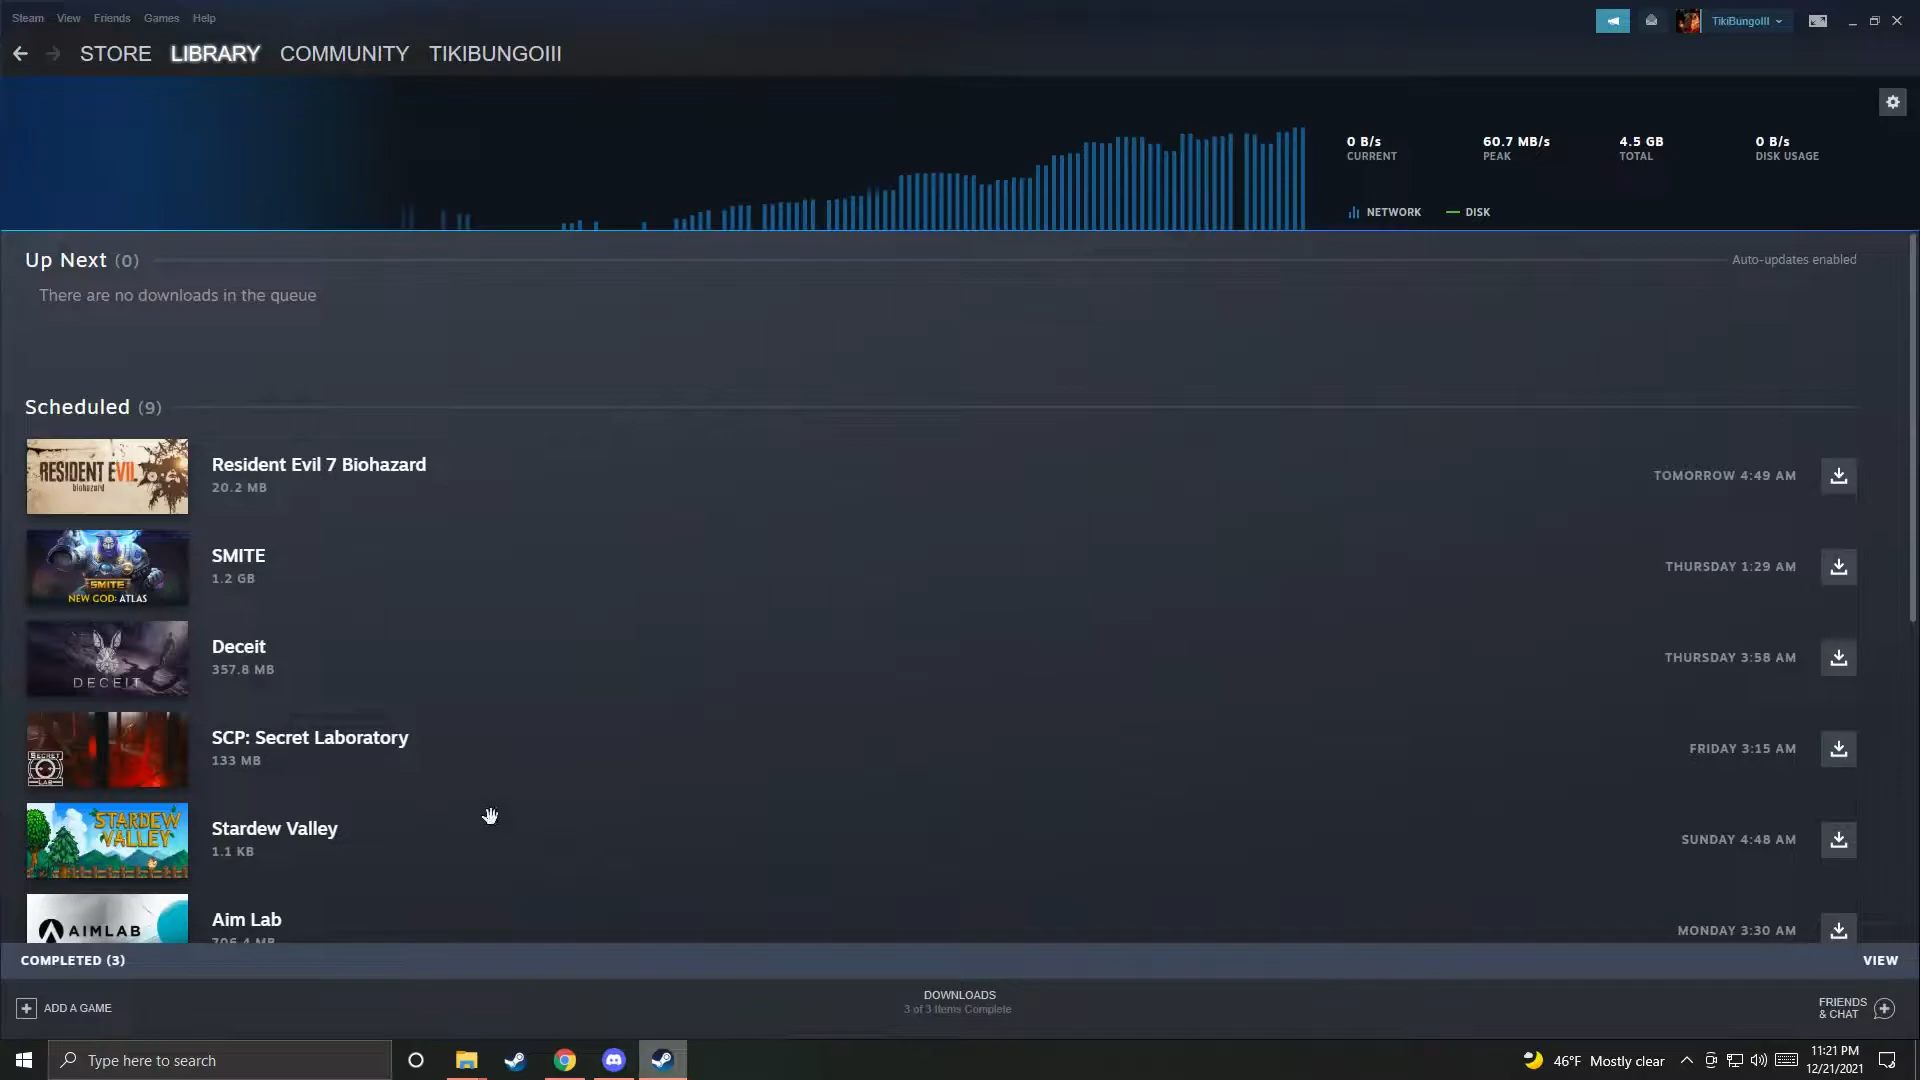 Steam View Friends Games Help
TikiBungoIII
STORE LIBRARY COMMUNITY TIKIBUNGOIII
0 B/s 60.7 MB/s 4.5 GB 0 B/s
CURRENT PEAK TOTAL DISK USAGE
NETWORK DISK
Up Next (0) Auto-updates enabled
There are no downloads in the queue
Scheduled (9)
RESIDENT EVIL
biohazard
Resident Evil 7 Biohazard
20.2 MB
TOMORROW 4:49 AM
SMITE
NEW GOD: ATLAS
SMITE
1.2 GB
THURSDAY 1:29 AM
DECEIT
Deceit
357.8 MB
THURSDAY 3:58 AM
SECRET
LAB
SCP: Secret Laboratory
133 MB
FRIDAY 3:15 AM
STARDEW
VALLEY
Stardew Valley
1.1 KB
SUNDAY 4:48 AM
AIMLAB
Aim Lab
706.4 MB
MONDAY 3:30 AM
COMPLETED (3) VIEW
ADD A GAME
DOWNLOADS
3 of 3 Items Complete
FRIENDS
& CHAT
Type here to search
46°F Mostly clear
11:21 PM
12/21/2021